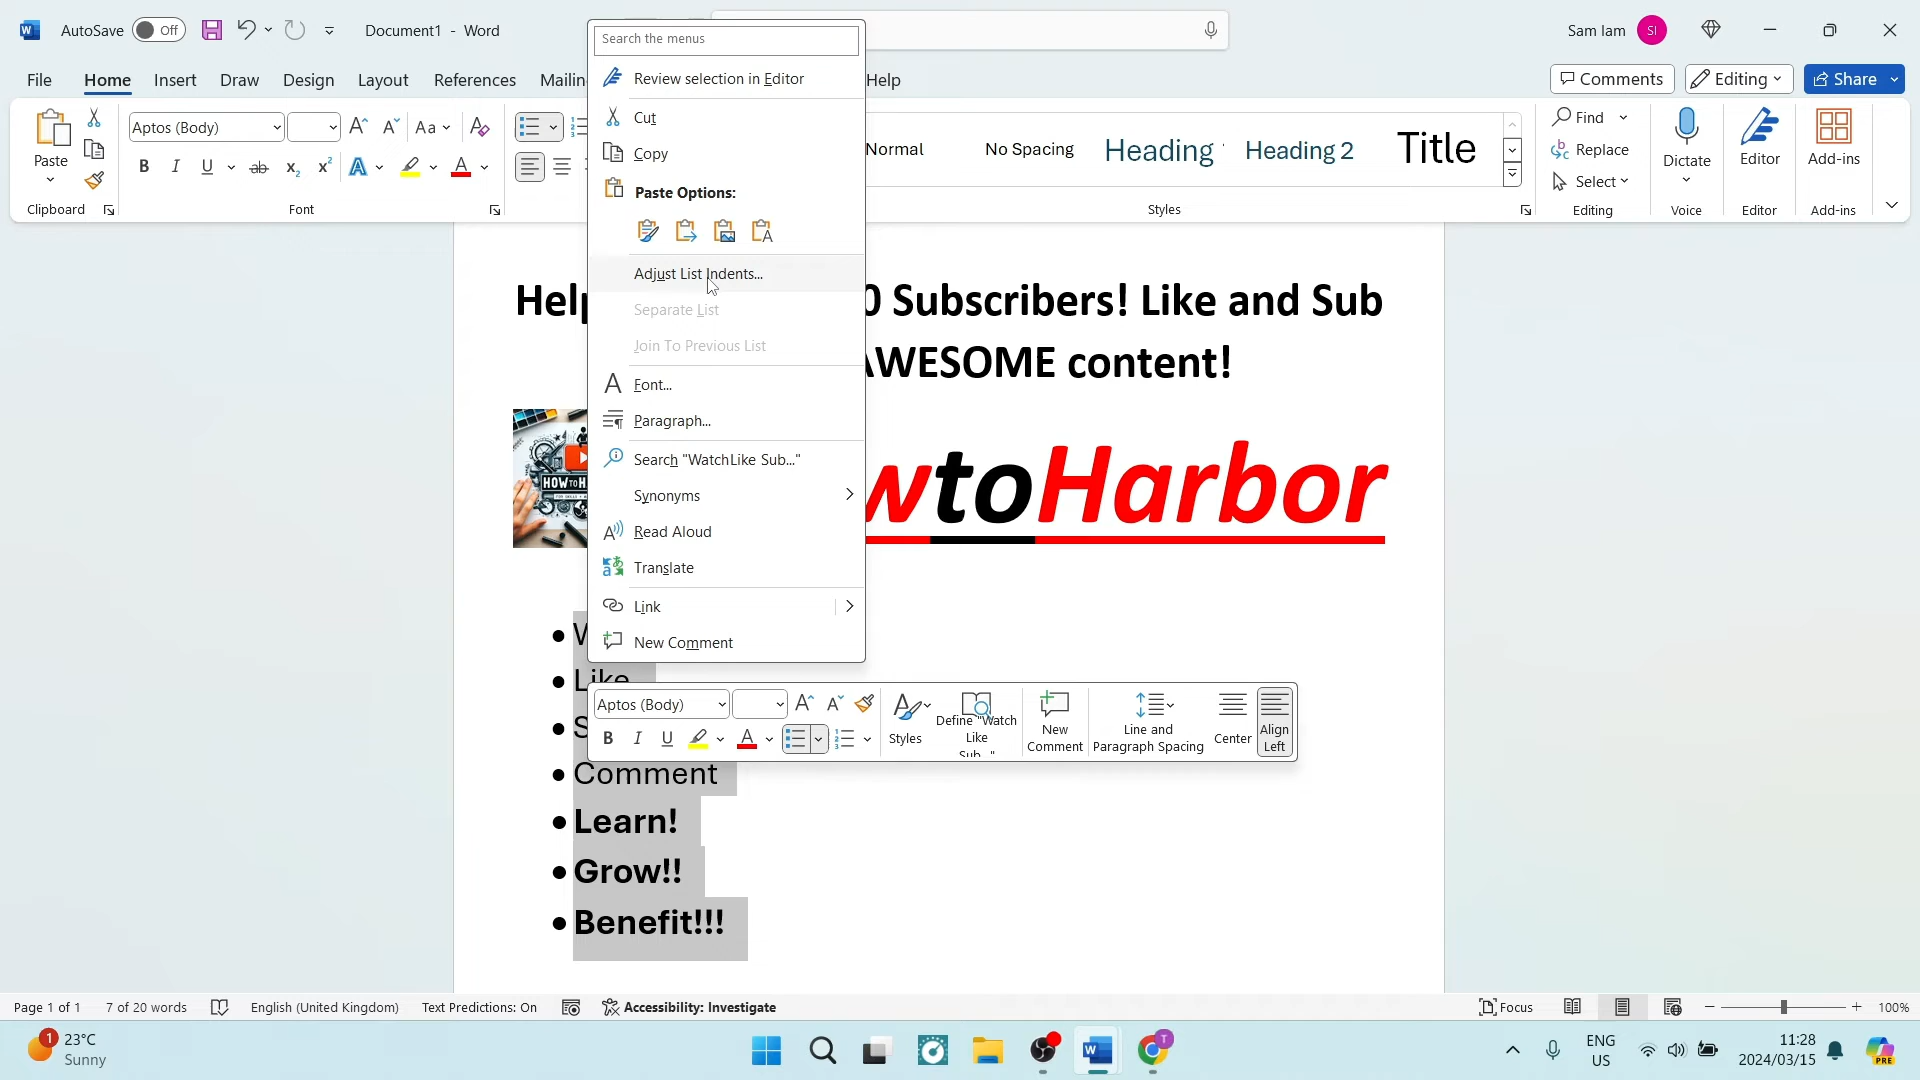 AutoSave Off Document1 - Word
Sam Iam SI
File Home Insert Draw Design Layout References Mailin Help
Comments Editing Share
Paste
Clipboard
Aptos (Body)
Aa
B I U ab x₂ x² A A
Font
Normal No Spacing Heading Heading 2 Title
Styles
Find
Replace
Select
Editing
Dictate
Voice
Editor
Editor
Add-ins
Add-ins
Search the menus
Review selection in Editor
Cut
Copy
Paste Options:
Adjust List Indents...
Separate List
Join To Previous List
Font...
Paragraph...
Search "WatchLike Sub..."
Synonyms
Read Aloud
Translate
Link
New Comment
Hel 0 Subscribers! Like and Sub
AWESOME content!
HOWTOH
wtoHarbor
• W
• Like
• S
• Comment
• Learn!
• Grow!!
• Benefit!!!
Aptos (Body)
B I U A
Styles
Define "Watch Like Sub..."
New Comment
Line and Paragraph Spacing
Center
Align Left
Page 1 of 1 7 of 20 words English (United Kingdom) Text Predictions: On Accessibility: Investigate Focus 100%
1 23°C
Sunny
ENG
US
11:28
2024/03/15
PRE